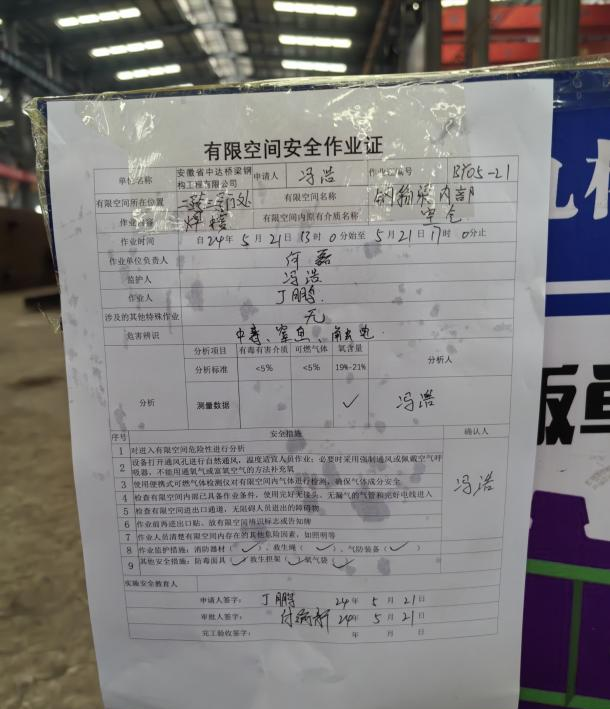 有限空间安全作业证
单位名称 安徽省中达桥梁钢构工程有限公司 申请人 冯浩 作业证编号 BY05-21
有限空间所在位置 有限空间名称 内部
作业内容 焊接 有限空间内原有介质名称 空气
作业时间 自 24年 5月 21日 13时 0分始至 5月 21日 17时 0分止
作业单位负责人 何磊
监护人 冯浩
作业人 丁鹏
涉及的其他特殊作业 无
危害辨识 中毒、窒息、触电
分析 分析项目 有毒有害介质 可燃气体 氧含量 分析人
分析标准 <5% <5% 19%-21%
测量数据 ✓ 冯浩
序号 安全措施 确认人
1 对进入有限空间危险性进行分析
2 设备打开通风孔进行自然通风，温度适宜人员作业；必要时采用强制通风或佩戴空气呼
吸器，不能用通氧气或富氧空气的方法补充氧
3 使用便携式可燃气体检测仪对有限空间内气体进行检测，确保气体成分安全 冯浩
4 检查有限空间内部已具备作业条件，使用完好无接头、无漏气的气管和完好电线进入
5 检查有限空间进出口通道，无阻碍人员进出的障碍物
6 作业前再进出口贴、放有限空间辨识标志或告知牌
7 作业人员清楚有限空间内存在的其他危险因素，如照明等
8 作业监护措施：消防器材（✓）、救生绳（✓）、气防装备（✓）
9 其他安全措施：防毒面具（✓）救生担架（✓）氧气袋（✓）
实施安全教育人
申请人签字： 丁鹏 24年 5月 21日
审批人签字： 24年 5月 21日
完工验收签字： 年 月 日